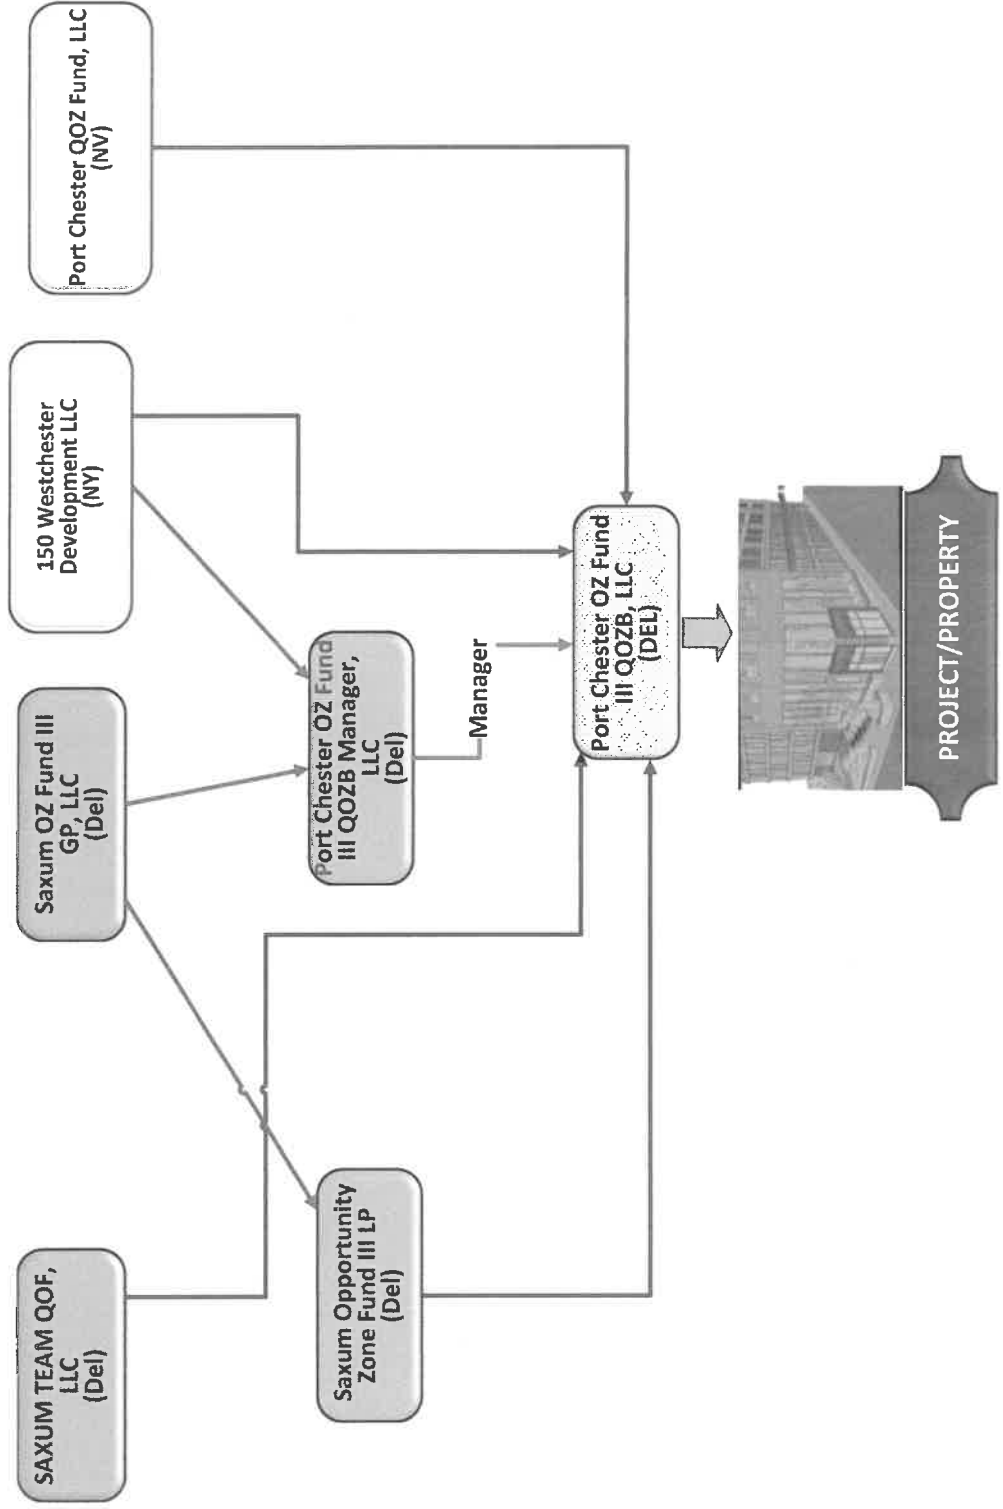 SAXUM TEAM QOF,
LLC
(Del)
Saxum OZ Fund III
GP, LLC
(Del)
150 Westchester
Development LLC
(NY)
Port Chester QOZ Fund, LLC
(NV)
Saxum Opportunity
Zone Fund III LP
(Del)
Port Chester OZ Fund
III QOZB Manager,
LLC
(Del)
Manager
Port Chester OZ Fund
III QOZB, LLC
(DEL)
PROJECT/PROPERTY